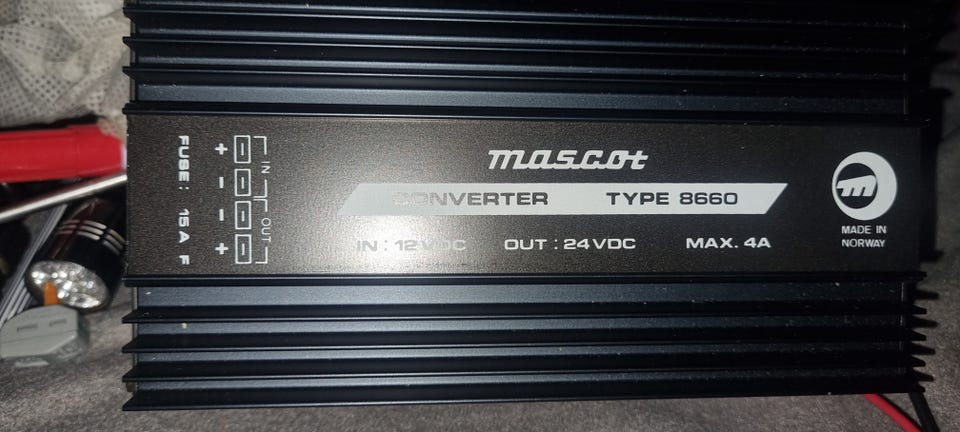 mascot
CONVERTER TYPE 8660
IN : 12VDC OUT : 24VDC MAX. 4A
m
MADE IN
NORWAY
FUSE: 15A F
+ - - +
IN OUT